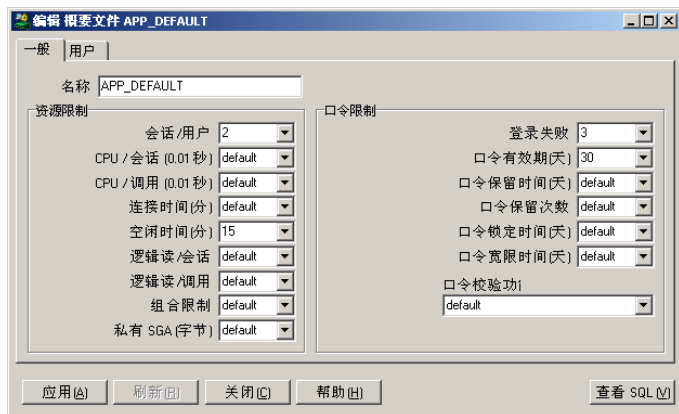 编辑 概要文件 APP_DEFAULT
一般 用户
名称 APP_DEFAULT
资源限制
会话/用户 2
CPU / 会话 (0.01 秒) default
CPU / 调用 (0.01 秒) default
连接时间(分) default
空闲时间(分) 15
逻辑读/会话 default
逻辑读/调用 default
组合限制 default
私有 SGA(字节) default
口令限制
登录失败 3
口令有效期(天) 30
口令保留时间(天) default
口令保留次数 default
口令锁定时间(天) default
口令宽限时间(天) default
口令校验功
default
应用(A) 刷新(R) 关闭(C) 帮助(H) 查看 SQL (V)